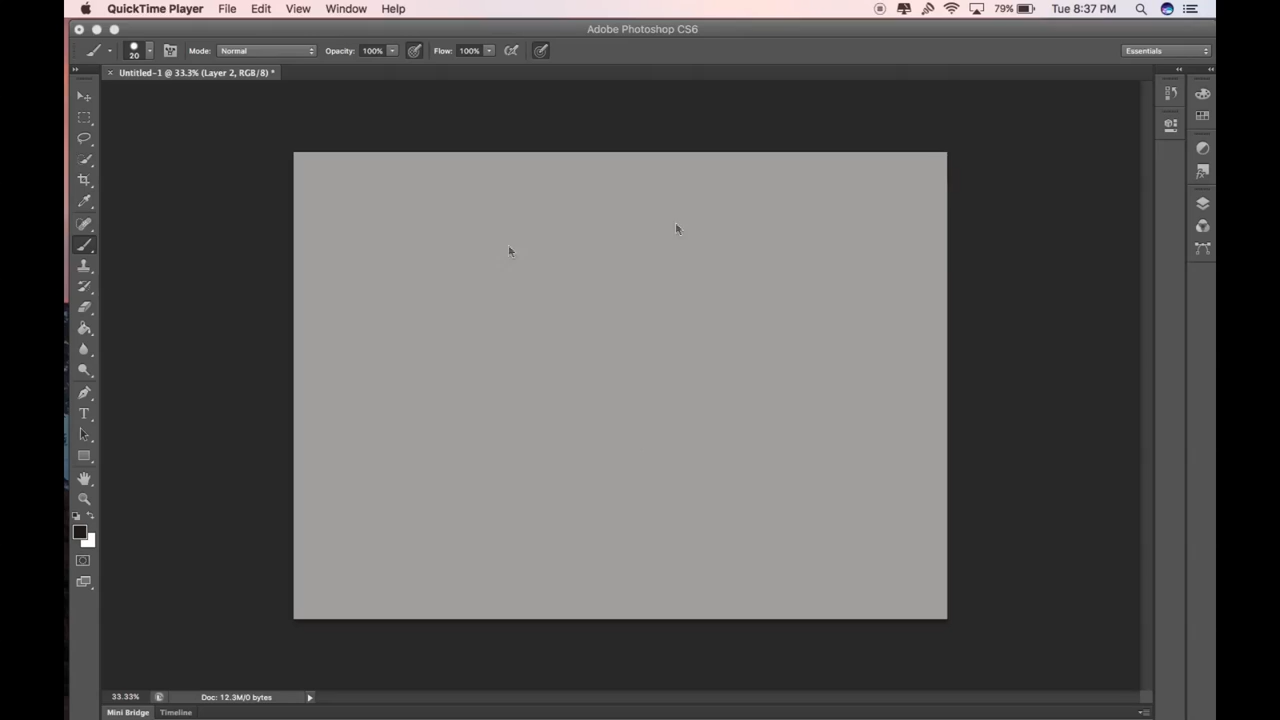 QuickTime Player File Edit View Window Help 79% Tue 8:37 PM
Adobe Photoshop CS6
20 Mode: Normal Opacity: 100% Flow: 100% Essentials
Untitled-1 @ 33.3% (Layer 2, RGB/8) *
T
33.33% Doc: 12.3M/0 bytes
Mini Bridge Timeline